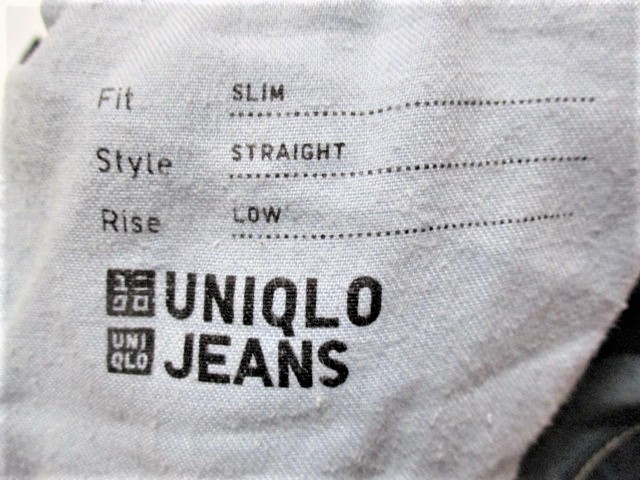 Fit SLIM
Style STRAIGHT
Rise LOW
ユニ UNIQLO
クロ
UNI JEANS
QLO